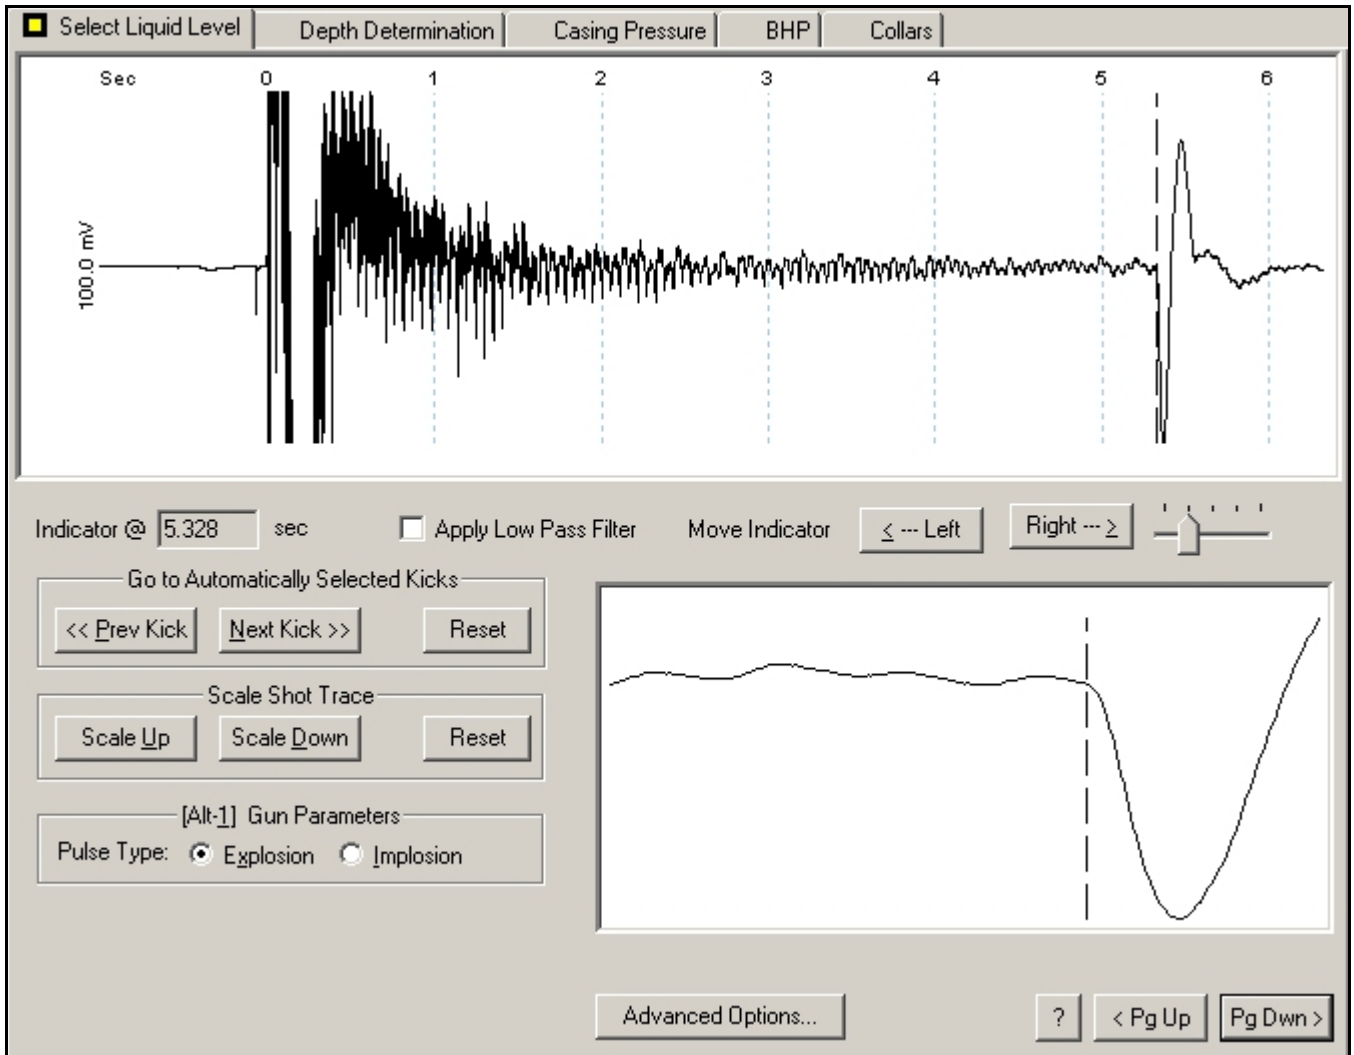 Select Liquid Level Depth Determination Casing Pressure BHP Collars
Sec 0 1 2 3 4 5 6
100.0 mV
Indicator @ 5.328 sec Apply Low Pass Filter Move Indicator < --- Left Right --- >
Go to Automatically Selected Kicks
<< Prev Kick Next Kick >> Reset
Scale Shot Trace
Scale Up Scale Down Reset
[Alt-1] Gun Parameters
Pulse Type: Explosion Implosion
Advanced Options... ? < Pg Up Pg Dwn >